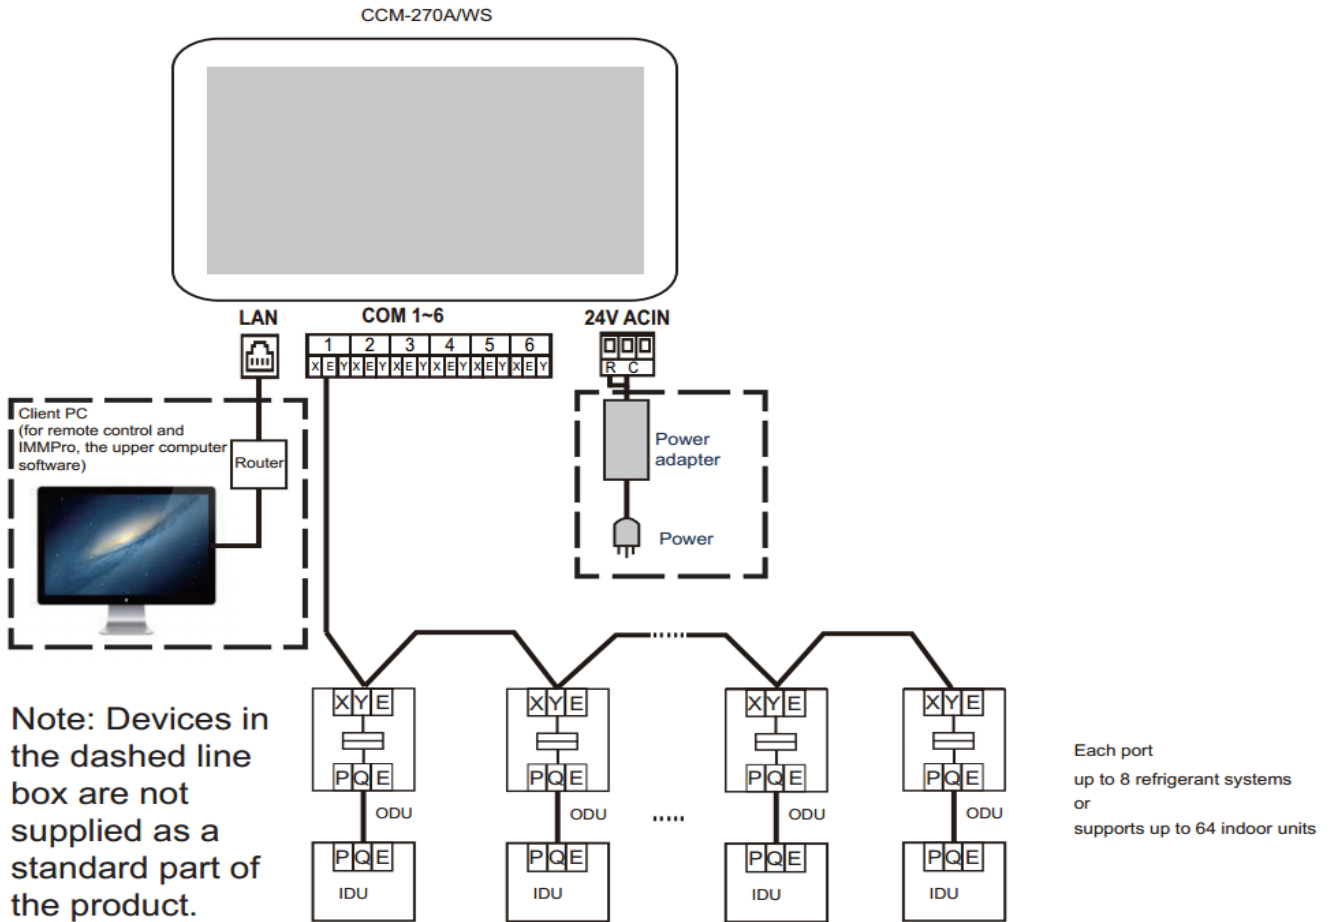 CCM-270A/WS
LAN
COM 1~6
24V ACIN
1 2 3 4 5 6
X E Y X E Y X E Y X E Y X E Y X E Y
R C
Client PC
(for remote control and
IMMPro, the upper computer
software)
Router
Power
adapter
Power
X Y E
X Y E
X Y E
X Y E
P Q E
P Q E
P Q E
P Q E
ODU
ODU
ODU
ODU
P Q E
P Q E
P Q E
P Q E
IDU
IDU
IDU
IDU
Note: Devices in
the dashed line
box are not
supplied as a
standard part of
the product.
Each port
up to 8 refrigerant systems
or
supports up to 64 indoor units